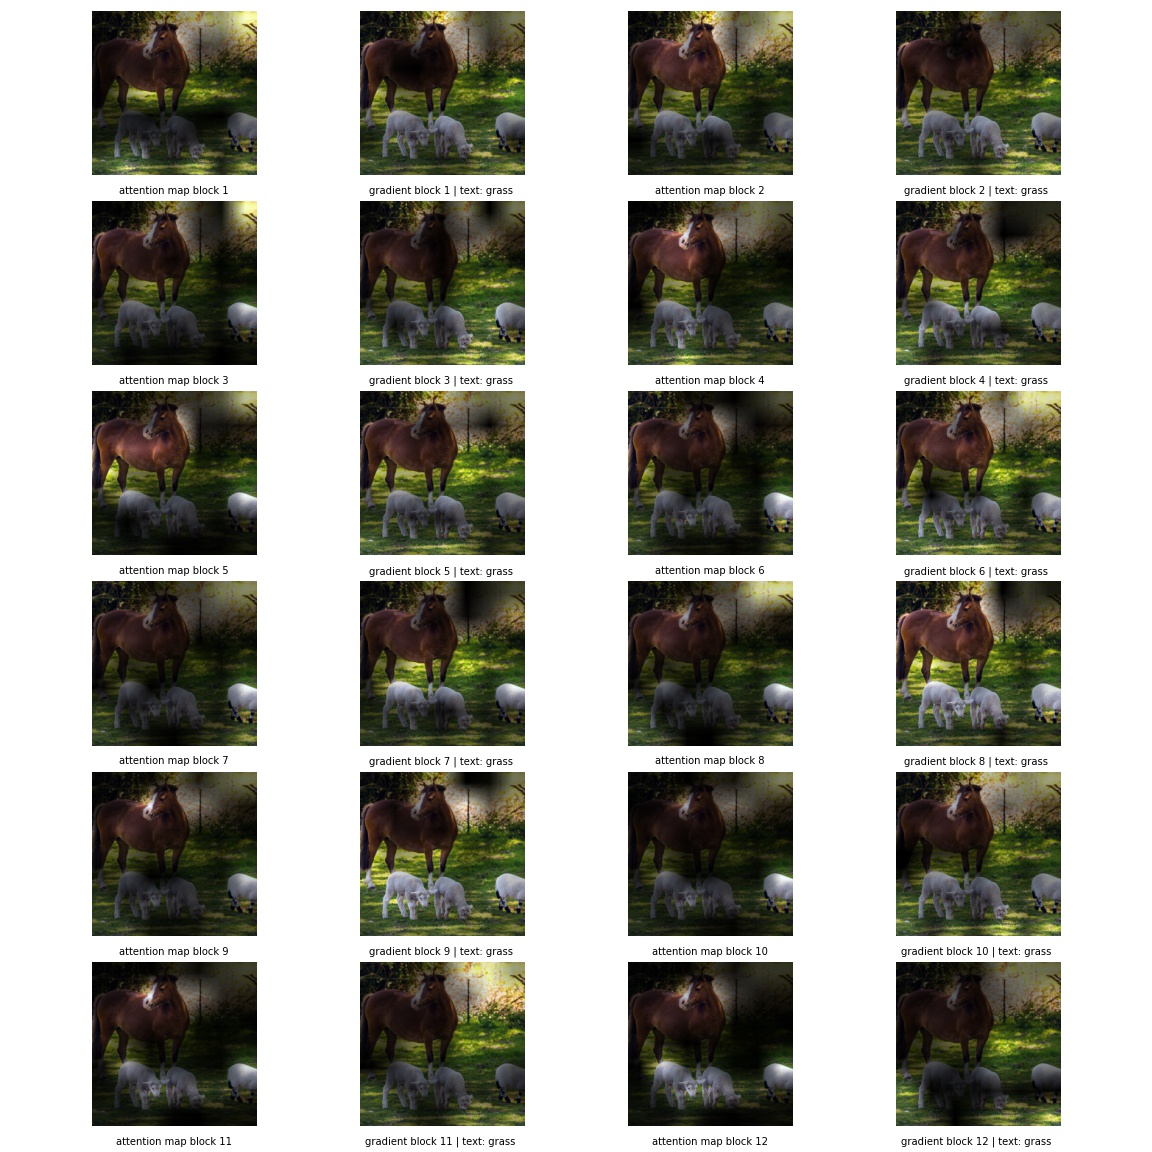 attention map block 1
gradient block 1 | text: grass
attention map block 2
gradient block 2 | text: grass
attention map block 3
gradient block 3 | text: grass
attention map block 4
gradient block 4 | text: grass
attention map block 5
gradient block 5 | text: grass
attention map block 6
gradient block 6 | text: grass
attention map block 7
gradient block 7 | text: grass
attention map block 8
gradient block 8 | text: grass
attention map block 9
gradient block 9 | text: grass
attention map block 10
gradient block 10 | text: grass
attention map block 11
gradient block 11 | text: grass
attention map block 12
gradient block 12 | text: grass